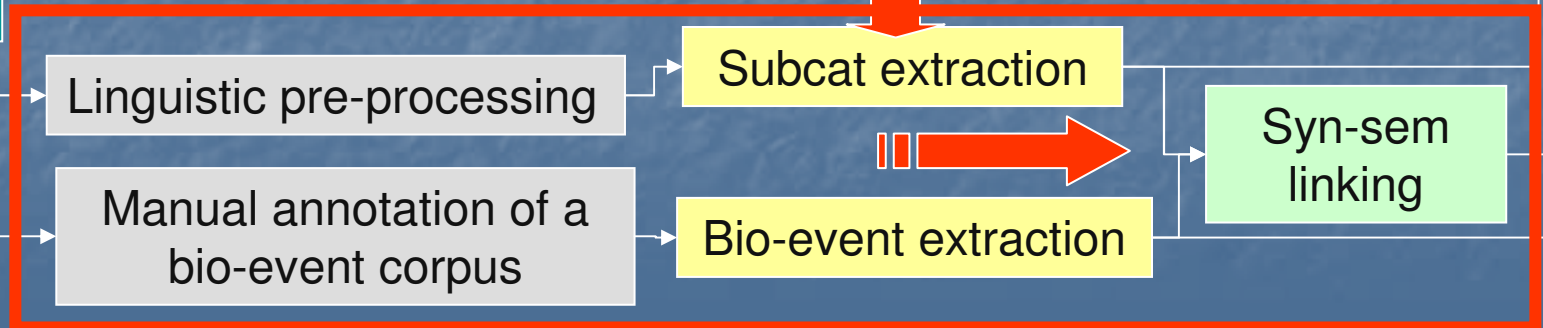 Linguistic pre-processing
Subcat extraction
Manual annotation of a
bio-event corpus
Bio-event extraction
Syn-sem
linking